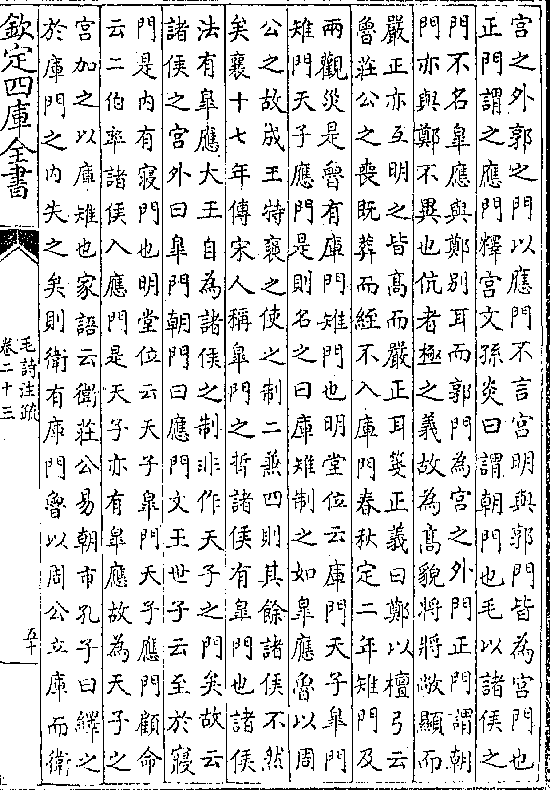 宫之外郭之門以應門不言宫明與郭門皆為宫門也
正門謂之應門釋宫文孫炎曰謂朝門也毛以諸侯之
門不名臯應與鄭别耳而郭門為宫之外門正門謂朝
門亦與鄭不異也伉者極之義故為髙貌將將敞顯而
嚴正亦互明之皆髙而嚴正耳箋正義曰鄭以檀弓云
魯莊公之喪既葬而絰不入庫門春秋定二年雉門及
兩觀災是魯有庫門雉門也明堂位云庫門天子臯門
雉門天子應門是則名之曰庫雉制之如臯應魯以周
公之故成王特襃之使之制二兼四則其餘諸侯不然
矣襄十七年傳宋人稱臯門之晳諸侯有臯門也諸侯
法有臯應大王自為諸侯之制非作天子之門矣故云
諸侯之宫外曰臯門朝門曰應門文王世子云至於寢
門是内有寢門也明堂位云天子臯門天子應門顧命
云二伯率諸侯入應門是天子亦有臯應故為天子之
宫加之以庫雉也家語云衛莊公易朝市孔子曰繹之
於庫門之内失之矣則衛有庫門魯以周公立庫而衛
欽定四庫全書
毛詩注疏
卷二十三
五十